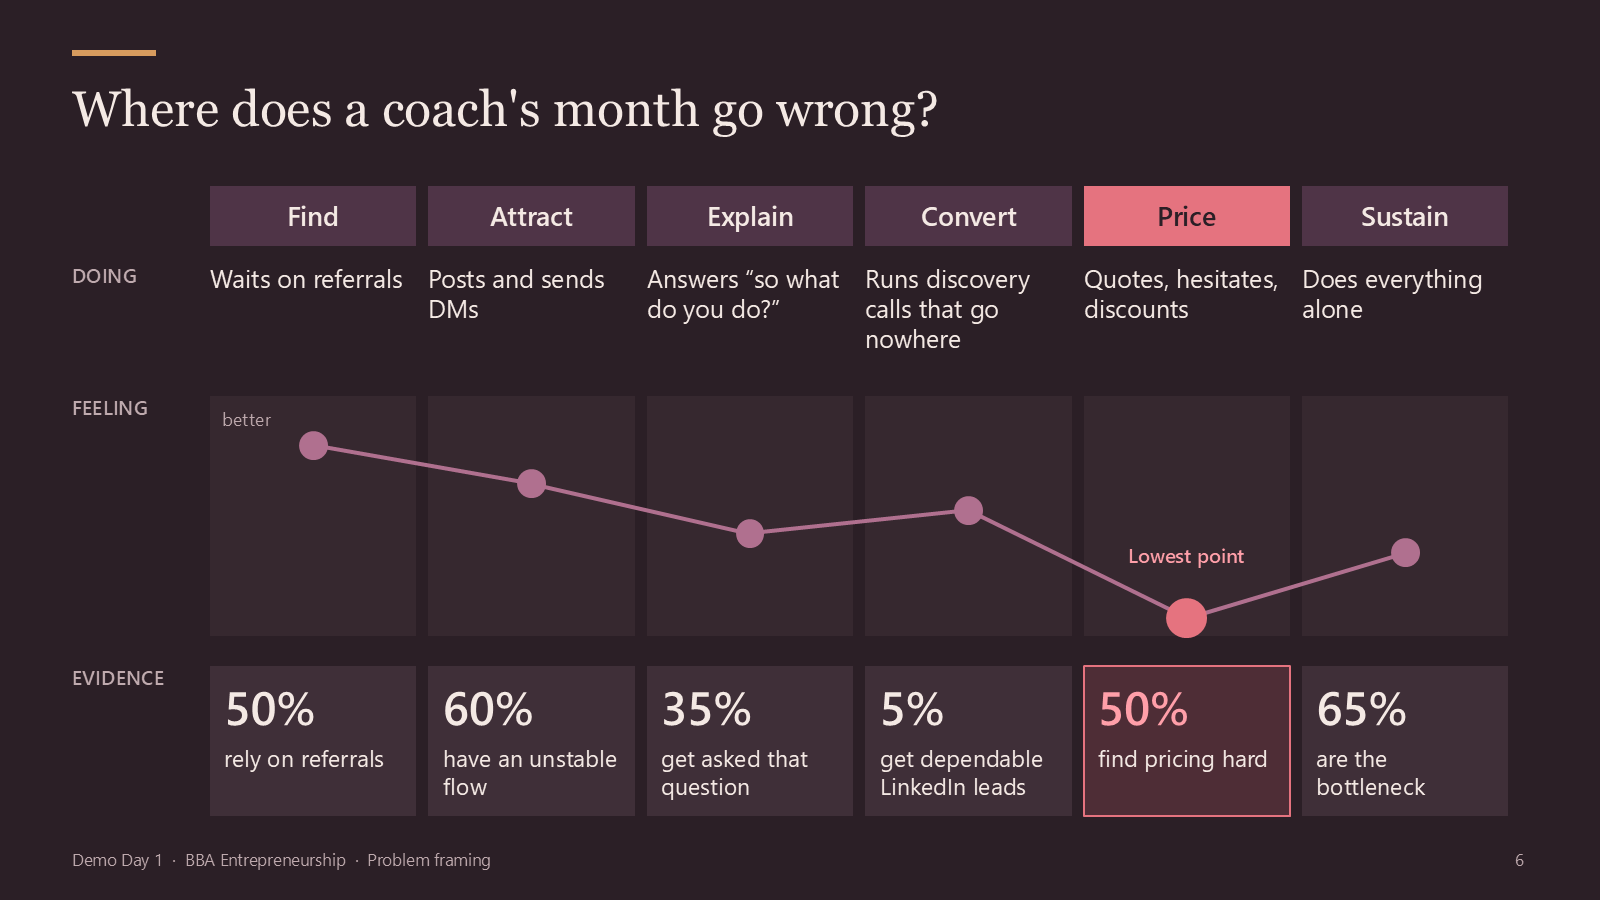 Where does a coach's month go wrong?
Find
Attract
Explain
Convert
Price
Sustain
DOING
Waits on referrals
Posts and sends
DMs
Answers “so what
do you do?”
Runs discovery
calls that go
nowhere
Quotes, hesitates,
discounts
Does everything
alone
FEELING
better
Lowest point
EVIDENCE
50%
rely on referrals
60%
have an unstable
flow
35%
get asked that
question
5%
get dependable
LinkedIn leads
50%
find pricing hard
65%
are the
bottleneck
Demo Day 1 · BBA Entrepreneurship · Problem framing
6